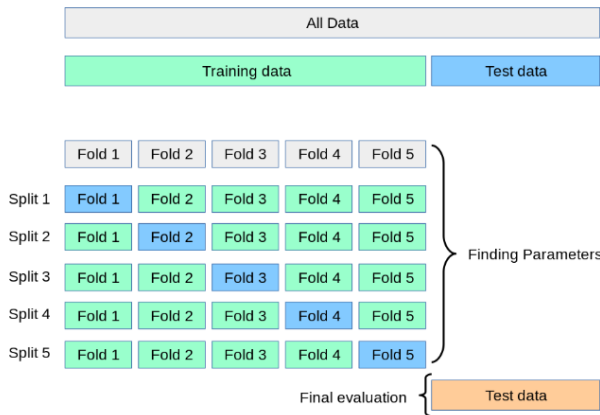 All Data
Training data Test data
Fold 1 Fold 2 Fold 3 Fold 4 Fold 5
Split 1 Fold 1 Fold 2 Fold 3 Fold 4 Fold 5
Split 2 Fold 1 Fold 2 Fold 3 Fold 4 Fold 5
Finding Parameters
Split 3 Fold 1 Fold 2 Fold 3 Fold 4 Fold 5
Split 4 Fold 1 Fold 2 Fold 3 Fold 4 Fold 5
Split 5 Fold 1 Fold 2 Fold 3 Fold 4 Fold 5
Final evaluation Test data